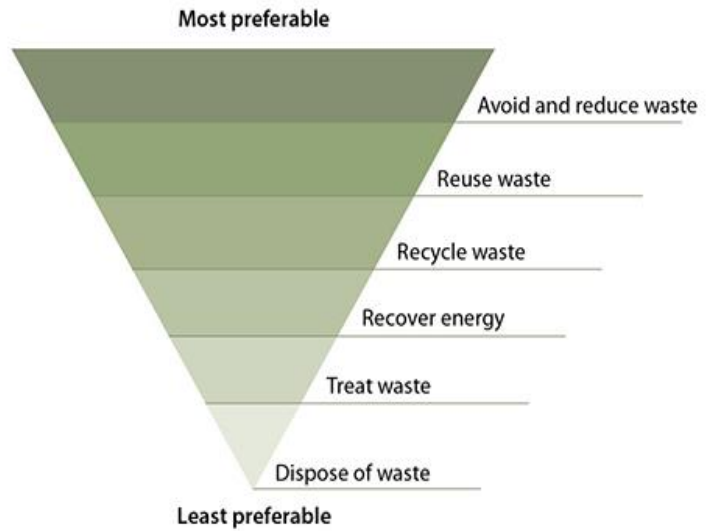 Most preferable
Avoid and reduce waste
Reuse waste
Recycle waste
Recover energy
Treat waste
Dispose of waste
Least preferable